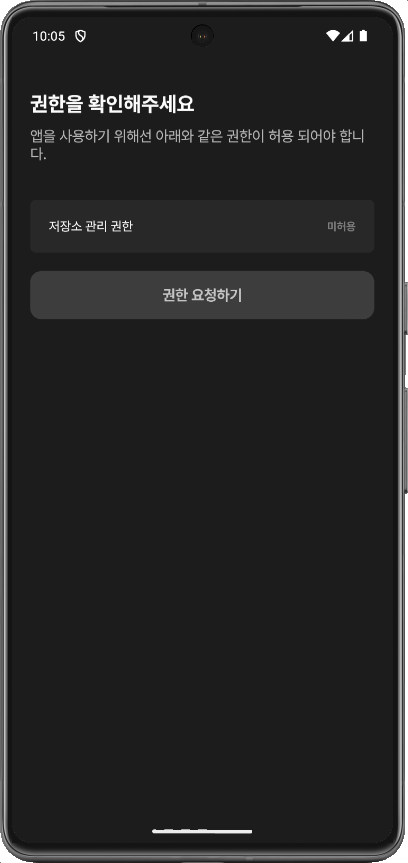 10:05
권한을 확인해주세요
앱을 사용하기 위해선 아래와 같은 권한이 허용 되어야 합니
다.
저장소 관리 권한 미허용
권한 요청하기